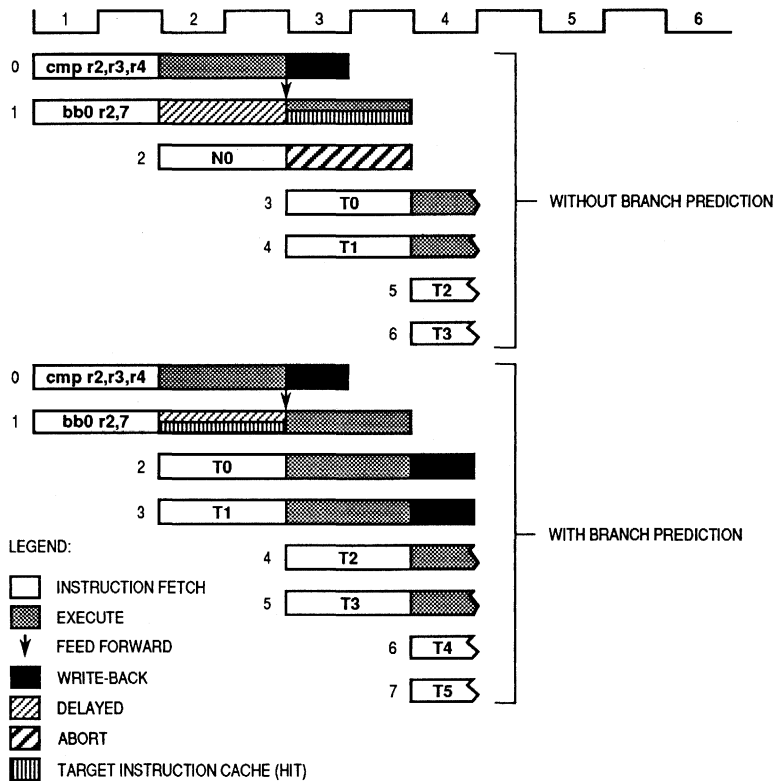 1 2 3 4 5 6
0 cmp r2,r3,r4
1 bb0 r2,7
2 N0
3 T0
WITHOUT BRANCH PREDICTION
4 T1
5 T2
6 T3
0 cmp r2,r3,r4
1 bb0 r2,7
2 T0
3 T1
WITH BRANCH PREDICTION
4 T2
5 T3
6 T4
7 T5
LEGEND:
INSTRUCTION FETCH
EXECUTE
FEED FORWARD
WRITE-BACK
DELAYED
ABORT
TARGET INSTRUCTION CACHE (HIT)